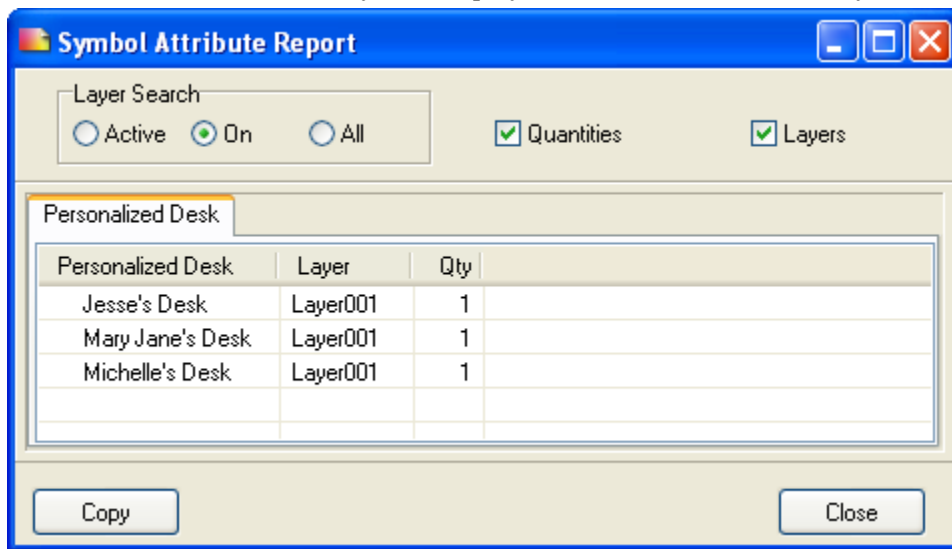 Symbol Attribute Report
Layer Search
Active On All Quantities Layers
Personalized Desk
Personalized Desk Layer Qty
Jesse's Desk Layer001 1
Mary Jane's Desk Layer001 1
Michelle's Desk Layer001 1
Copy Close